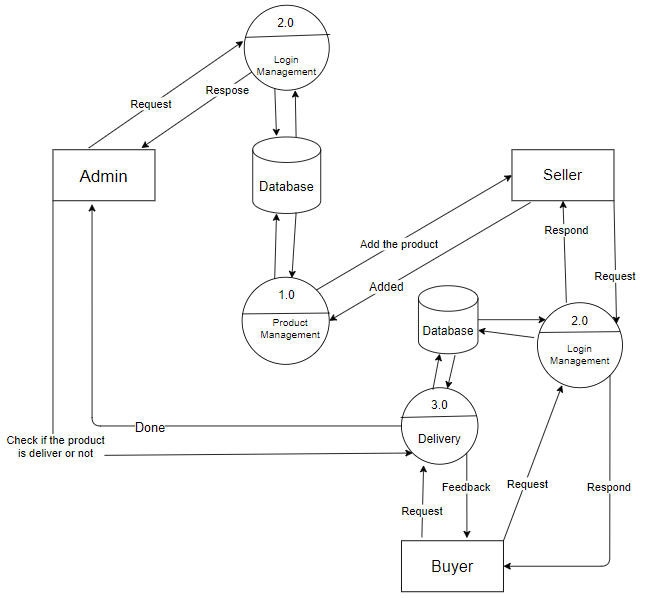 2.0
Login
Management
Request
Respose
Admin
Database
Seller
Add the product
Respond
Added
Request
1.0
Product
Management
Database
2.0
Login
Management
3.0
Delivery
Done
Check if the product
is deliver or not
Feedback
Request
Respond
Request
Buyer